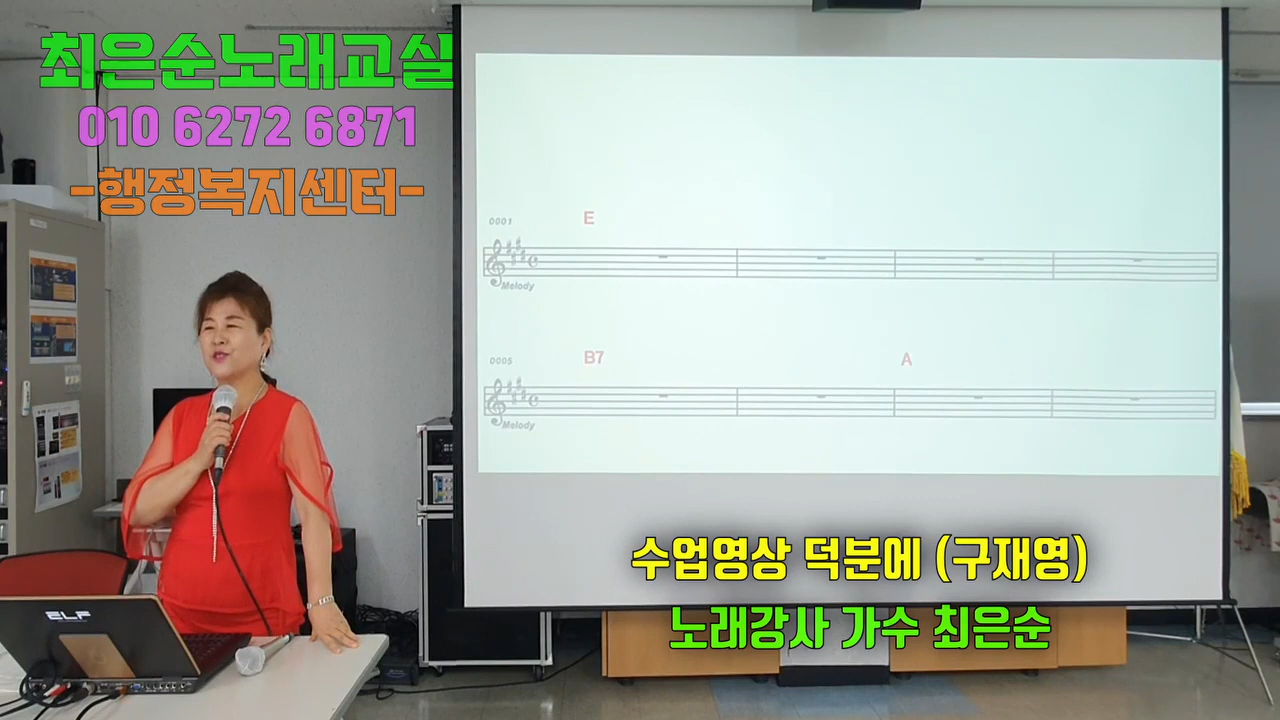 최은순노래교실
010 6272 6871
-행정복지센터-
0001
E
Melody
0005
B7
A
Melody
ELF
수업영상 덕분에 (구재영)
노래강사 가수 최은순